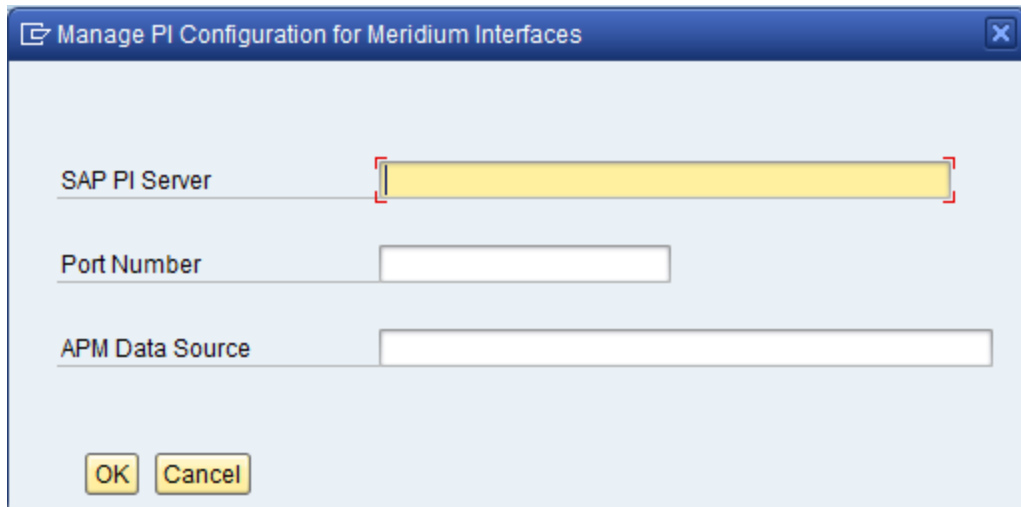 Manage PI Configuration for Meridium Interfaces
SAP PI Server
Port Number
APM Data Source
OK Cancel